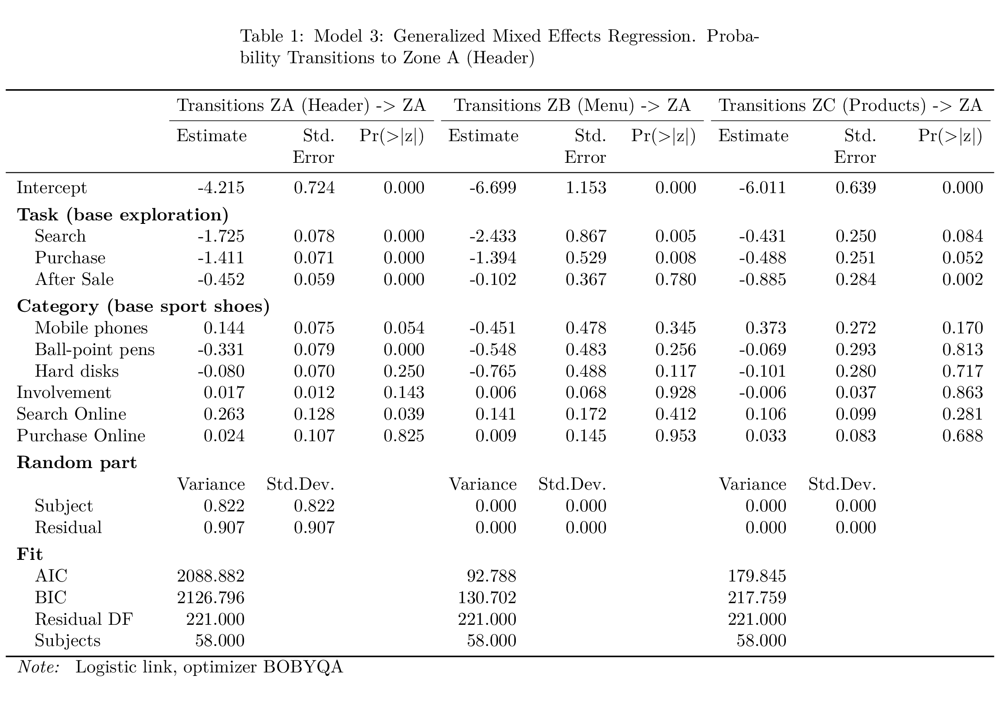 Table 1: Model 3: Generalized Mixed Effects Regression. Proba-
bility Transitions to Zone A (Header)
Transitions ZA (Header) -> ZA Transitions ZB (Menu) -> ZA Transitions ZC (Products) -> ZA
Estimate Std. Pr(>|z|) Estimate Std. Pr(>|z|) Estimate Std. Pr(>|z|)
Error Error Error
Intercept -4.215 0.724 0.000 -6.699 1.153 0.000 -6.011 0.639 0.000
Task (base exploration)
Search -1.725 0.078 0.000 -2.433 0.867 0.005 -0.431 0.250 0.084
Purchase -1.411 0.071 0.000 -1.394 0.529 0.008 -0.488 0.251 0.052
After Sale -0.452 0.059 0.000 -0.102 0.367 0.780 -0.885 0.284 0.002
Category (base sport shoes)
Mobile phones 0.144 0.075 0.054 -0.451 0.478 0.345 0.373 0.272 0.170
Ball-point pens -0.331 0.079 0.000 -0.548 0.483 0.256 -0.069 0.293 0.813
Hard disks -0.080 0.070 0.250 -0.765 0.488 0.117 -0.101 0.280 0.717
Involvement 0.017 0.012 0.143 0.006 0.068 0.928 -0.006 0.037 0.863
Search Online 0.263 0.128 0.039 0.141 0.172 0.412 0.106 0.099 0.281
Purchase Online 0.024 0.107 0.825 0.009 0.145 0.953 0.033 0.083 0.688
Random part
Variance Std.Dev. Variance Std.Dev. Variance Std.Dev.
Subject 0.822 0.822 0.000 0.000 0.000 0.000
Residual 0.907 0.907 0.000 0.000 0.000 0.000
Fit
AIC 2088.882 92.788 179.845
BIC 2126.796 130.702 217.759
Residual DF 221.000 221.000 221.000
Subjects 58.000 58.000 58.000
Note: Logistic link, optimizer BOBYQA